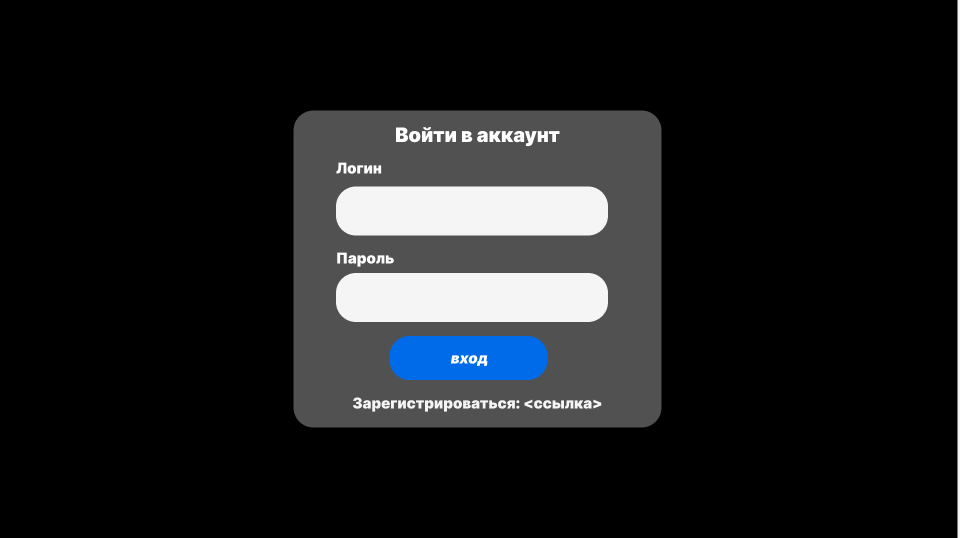 Войти в аккаунт
Логин
Пароль
вход
Зарегистрироваться: <ссылка>